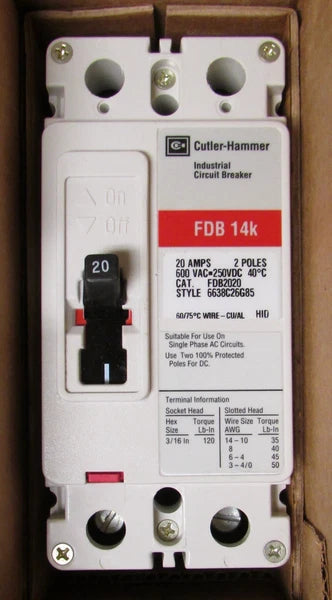 Cutler-Hammer
Industrial
Circuit Breaker
On
Off
FDB 14k
20
20 AMPS 2 POLES
600 VAC•250VDC 40°C
CAT. FDB2020
STYLE 6638C26G85
60/75°C WIRE-CU/AL HID
Suitable For Use On
Single Phase AC Circuits.
Use Two 100% Protected
Poles For DC.
Terminal Information
Socket Head Slotted Head
Hex Torque Wire Size Torque
Size Lb-In AWG Lb-In
3/16 In 120 14-10 35
8 40
6-4 45
3-4/0 50